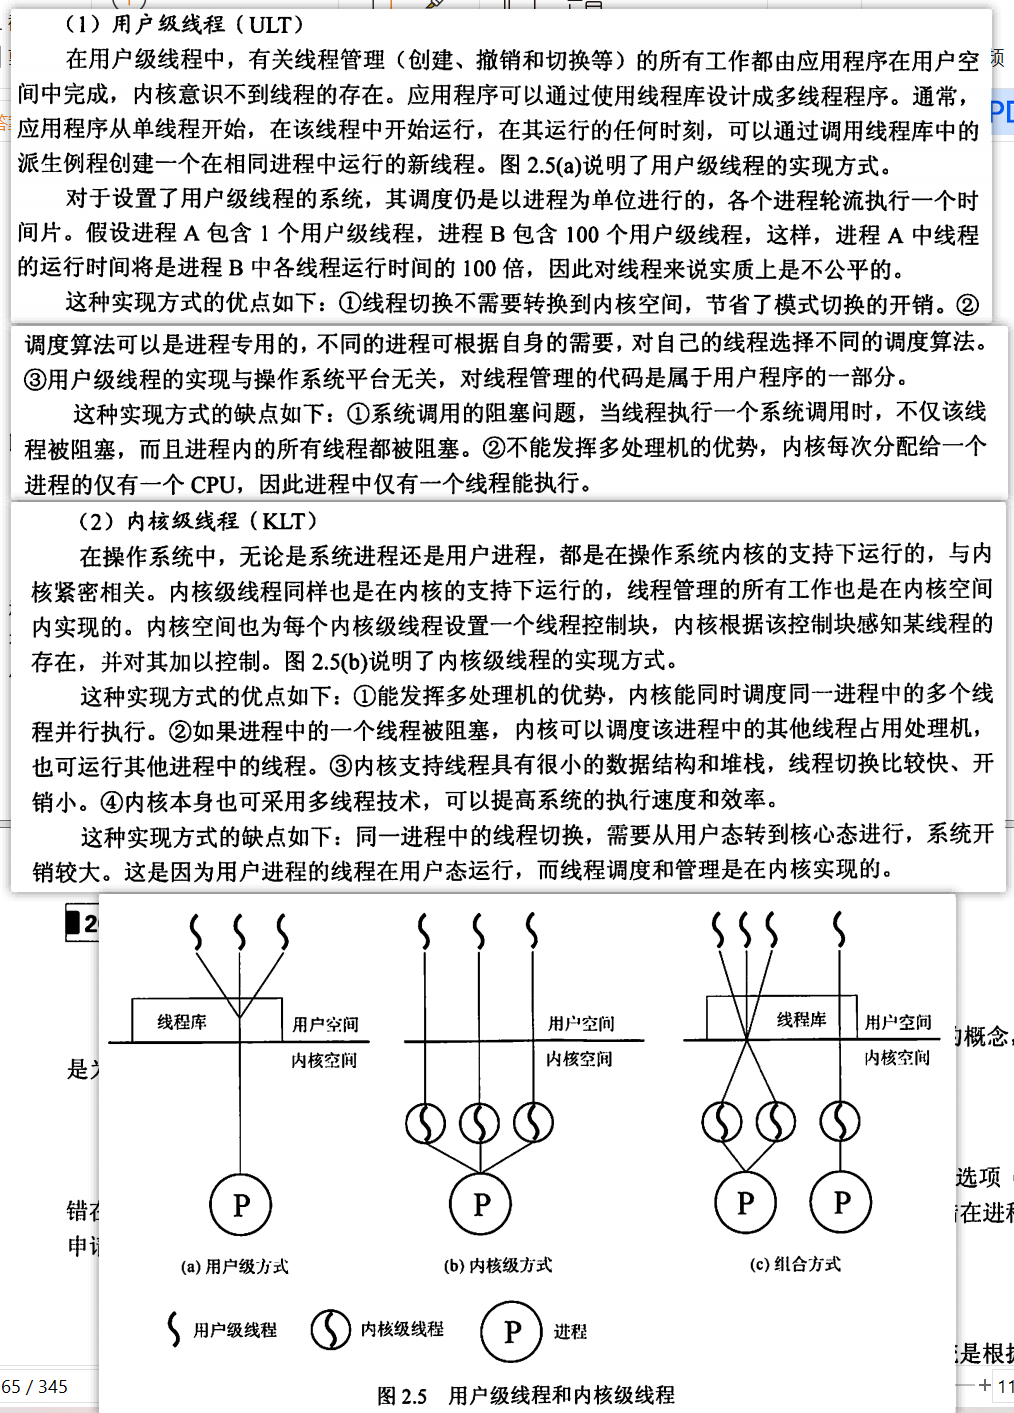 （1）用户级线程（ULT）
在用户级线程中，有关线程管理（创建、撤销和切换等）的所有工作都由应用程序在用户空
间中完成，内核意识不到线程的存在。应用程序可以通过使用线程库设计成多线程程序。通常，
应用程序从单线程开始，在该线程中开始运行，在其运行的任何时刻，可以通过调用线程库中的
派生例程创建一个在相同进程中运行的新线程。图 2.5(a)说明了用户级线程的实现方式。
对于设置了用户级线程的系统，其调度仍是以进程为单位进行的，各个进程轮流执行一个时
间片。假设进程 A 包含 1 个用户级线程，进程 B 包含 100 个用户级线程，这样，进程 A 中线程
的运行时间将是进程 B 中各线程运行时间的 100 倍，因此对线程来说实质上是不公平的。
这种实现方式的优点如下：①线程切换不需要转换到内核空间，节省了模式切换的开销。②
调度算法可以是进程专用的，不同的进程可根据自身的需要，对自己的线程选择不同的调度算法。
③用户级线程的实现与操作系统平台无关，对线程管理的代码是属于用户程序的一部分。
这种实现方式的缺点如下：①系统调用的阻塞问题，当线程执行一个系统调用时，不仅该线
程被阻塞，而且进程内的所有线程都被阻塞。②不能发挥多处理机的优势，内核每次分配给一个
进程的仅有一个 CPU，因此进程中仅有一个线程能执行。
（2）内核级线程（KLT）
在操作系统中，无论是系统进程还是用户进程，都是在操作系统内核的支持下运行的，与内
核紧密相关。内核级线程同样也是在内核的支持下运行的，线程管理的所有工作也是在内核空间
内实现的。内核空间也为每个内核级线程设置一个线程控制块，内核根据该控制块感知某线程的
存在，并对其加以控制。图 2.5(b)说明了内核级线程的实现方式。
这种实现方式的优点如下：①能发挥多处理机的优势，内核能同时调度同一进程中的多个线
程并行执行。②如果进程中的一个线程被阻塞，内核可以调度该进程中的其他线程占用处理机，
也可运行其他进程中的线程。③内核支持线程具有很小的数据结构和堆栈，线程切换比较快、开
销小。④内核本身也可采用多线程技术，可以提高系统的执行速度和效率。
这种实现方式的缺点如下：同一进程中的线程切换，需要从用户态转到核心态进行，系统开
销较大。这是因为用户进程的线程在用户态运行，而线程调度和管理是在内核实现的。
线程库 用户空间
内核空间
P
(a) 用户级方式
用户空间
内核空间
P
(b) 内核级方式
线程库 用户空间
内核空间
P P
(c) 组合方式
用户级线程 内核级线程 P 进程
图 2.5 用户级线程和内核级线程
频
PD
2
的概念，
是为
选项
错在
在进程
申请
是根据
65 / 345
11